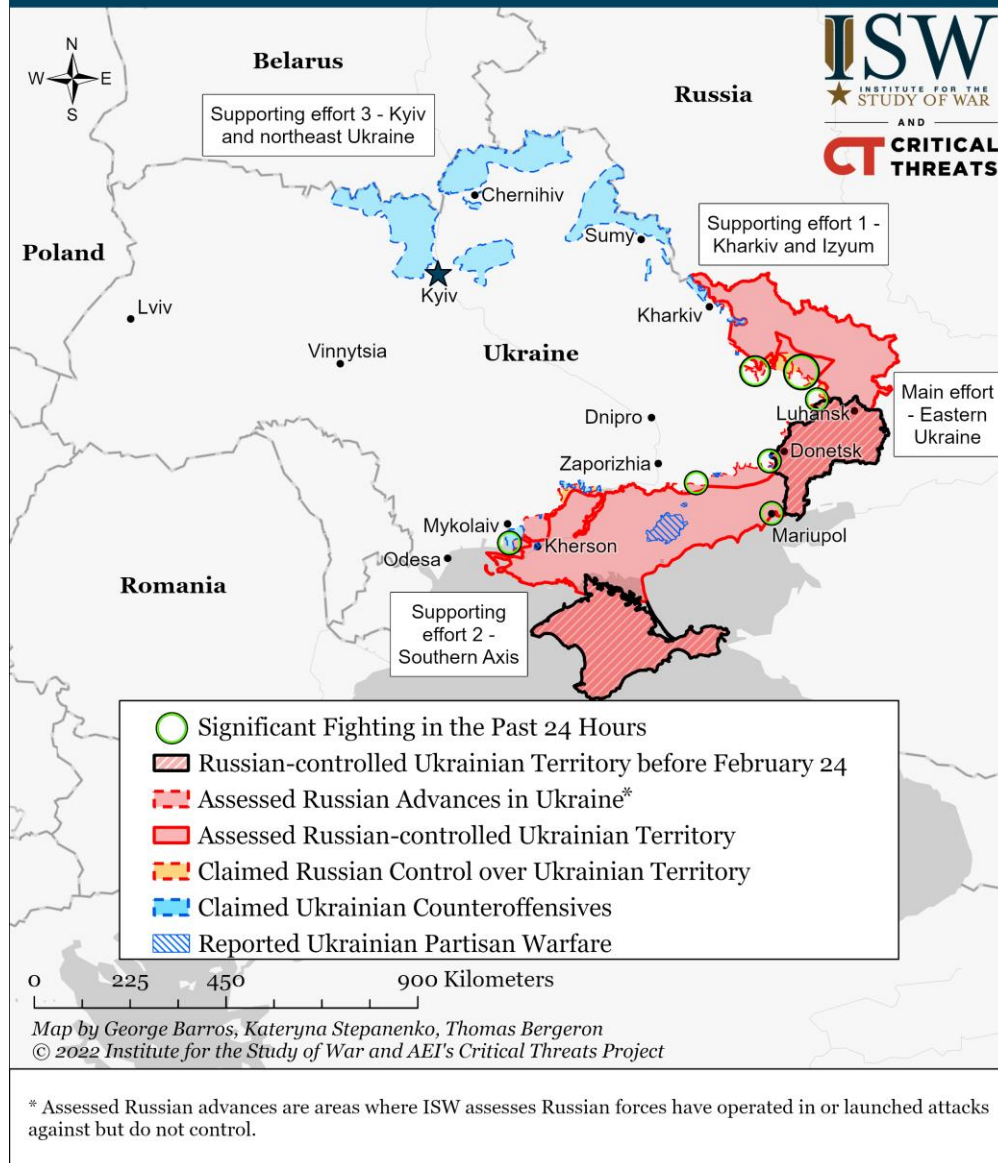 N
W E
S
Belarus
Russia
ISW
INSTITUTE FOR THE
STUDY OF WAR
AND
CT CRITICAL
THREATS
Supporting effort 3 - Kyiv
and northeast Ukraine
Chernihiv
Sumy
Supporting effort 1 -
Kharkiv and Izyum
Poland
Kyiv
Lviv
Kharkiv
Vinnytsia
Ukraine
Main effort
- Eastern
Ukraine
Luhansk
Dnipro
Donetsk
Zaporizhia
Mykolaiv
Mariupol
Kherson
Odesa
Romania
Supporting
effort 2 -
Southern Axis
Significant Fighting in the Past 24 Hours
Russian-controlled Ukrainian Territory before February 24
Assessed Russian Advances in Ukraine*
Assessed Russian-controlled Ukrainian Territory
Claimed Russian Control over Ukrainian Territory
Claimed Ukrainian Counteroffensives
Reported Ukrainian Partisan Warfare
0 225 450 900 Kilometers
Map by George Barros, Kateryna Stepanenko, Thomas Bergeron
© 2022 Institute for the Study of War and AEI's Critical Threats Project
* Assessed Russian advances are areas where ISW assesses Russian forces have operated in or launched attacks
against but do not control.